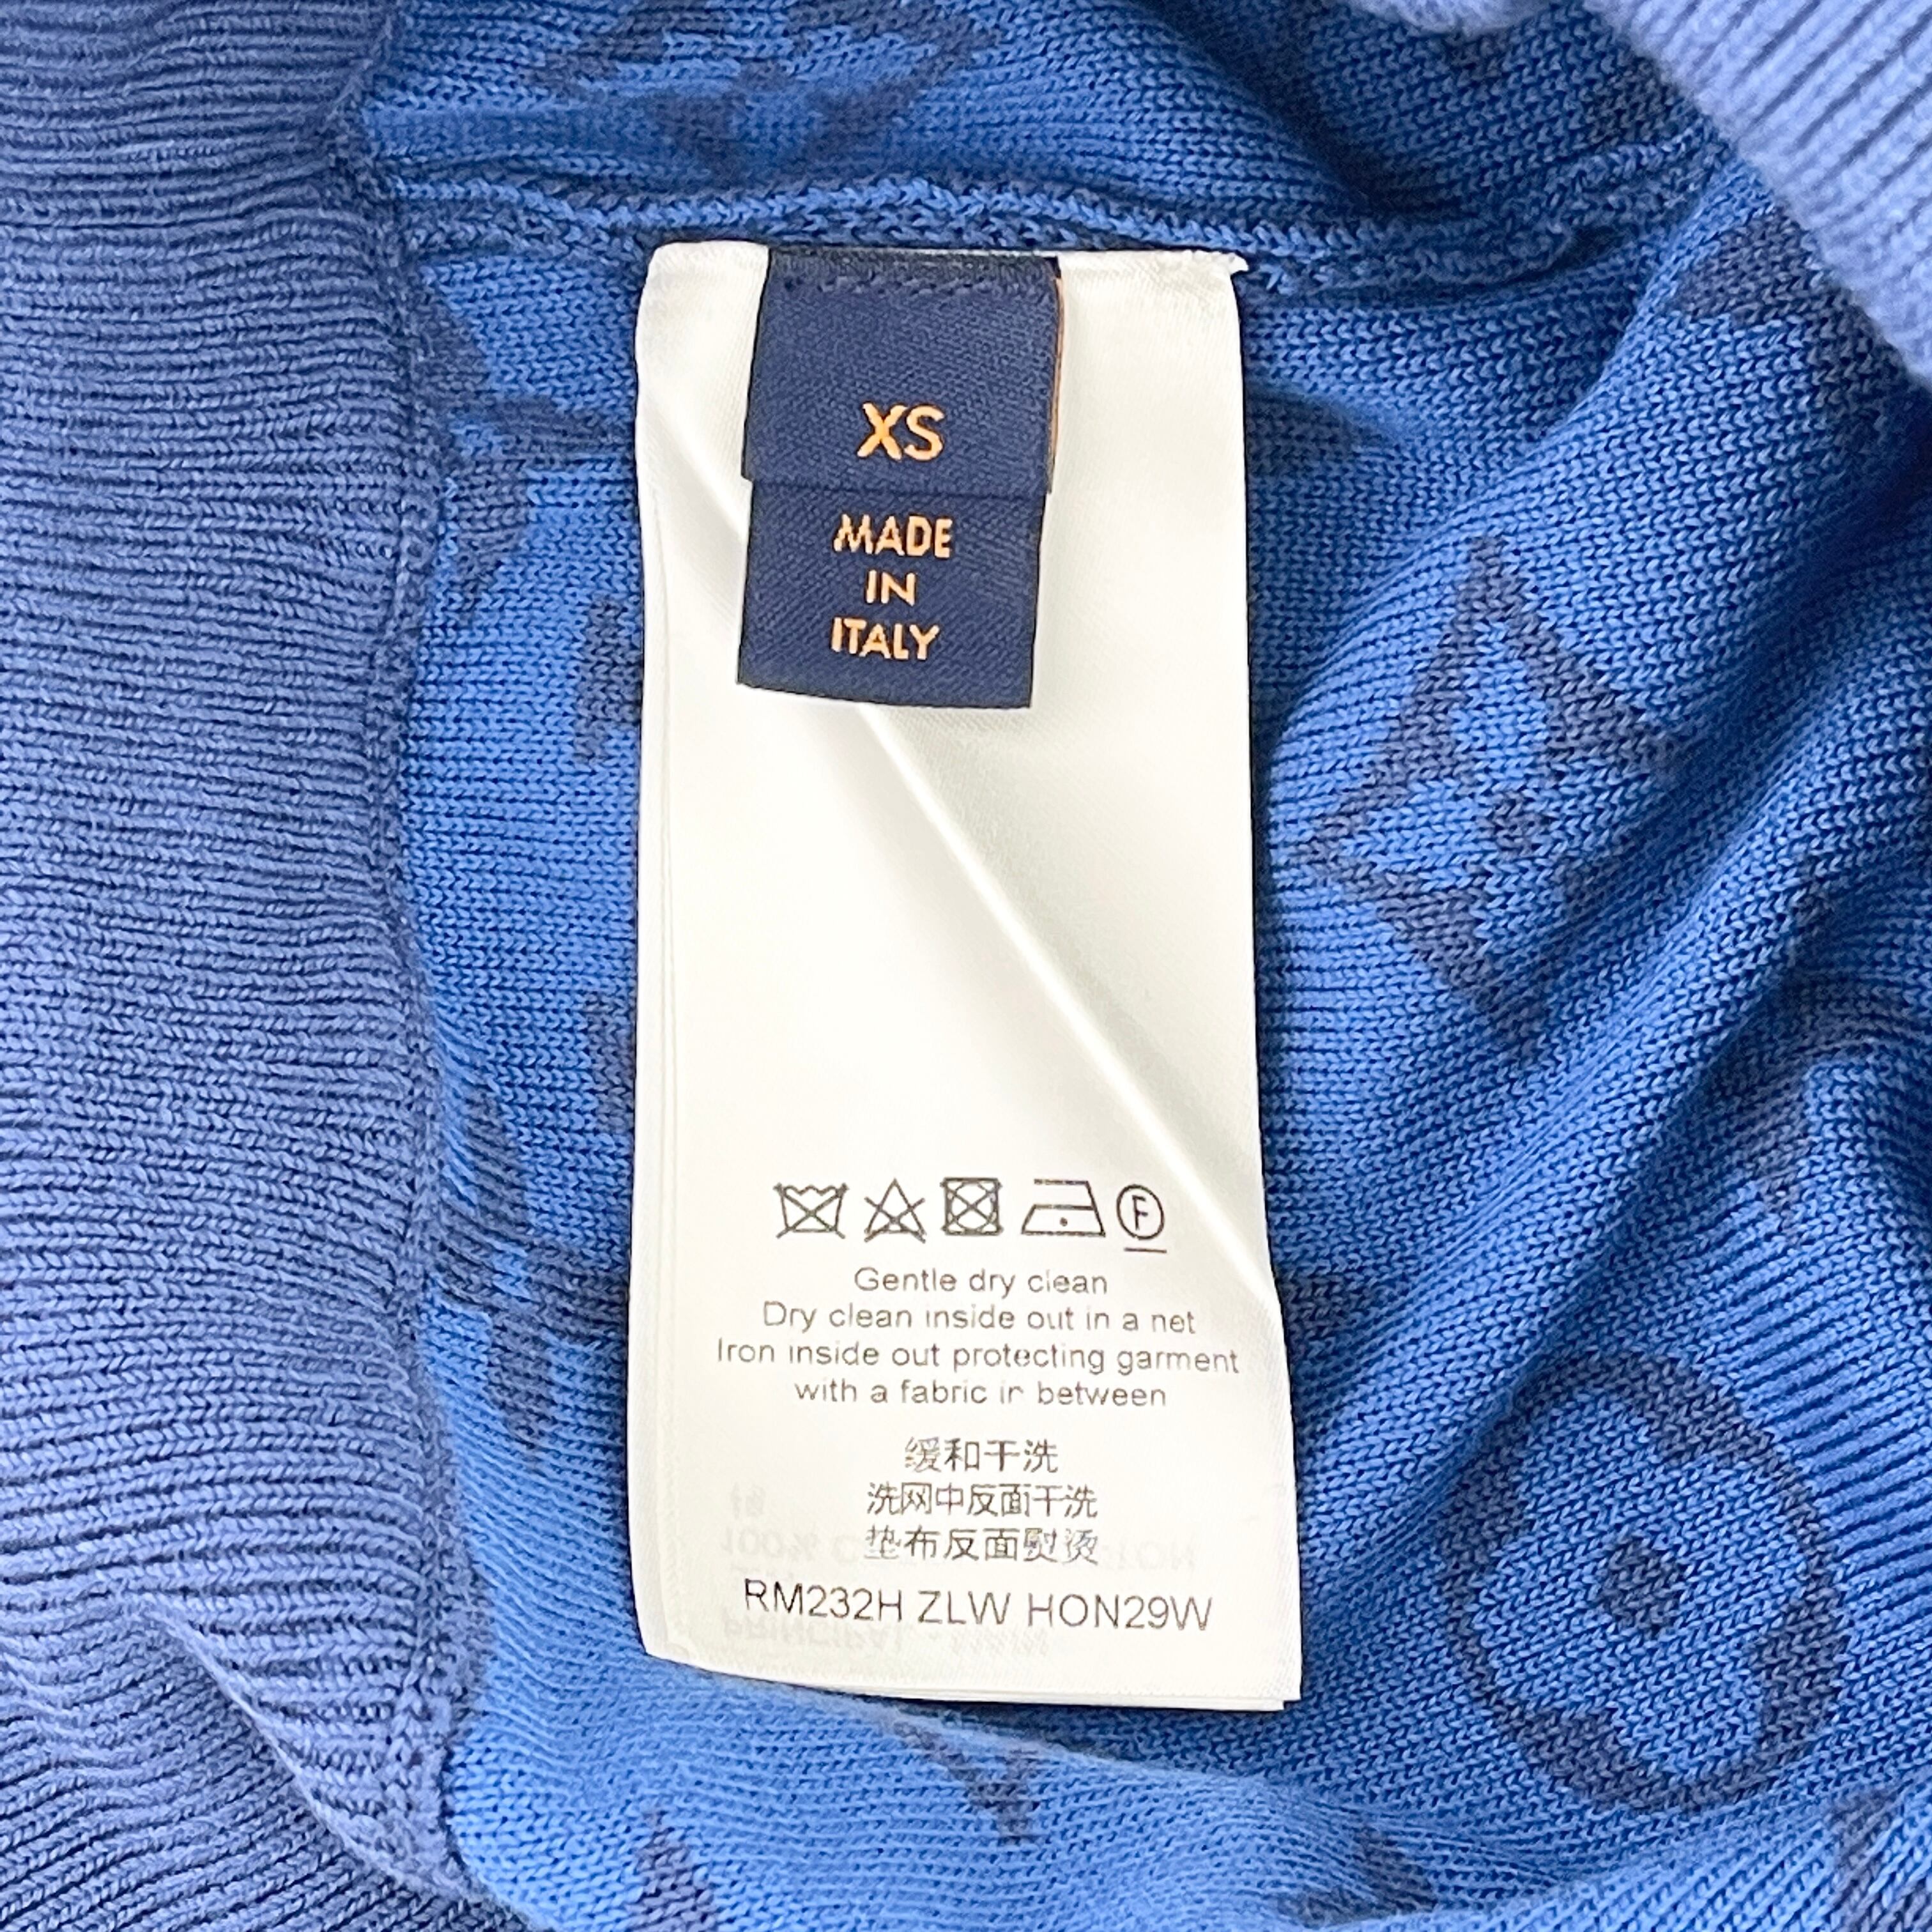 XS
MADE
IN
ITALY
F
Gentle dry clean
Dry clean inside out in a net
Iron inside out protecting garment
with a fabric in between
缓和干洗
洗网中反面干洗
垫布反面熨烫
RM232H ZLW HON29W